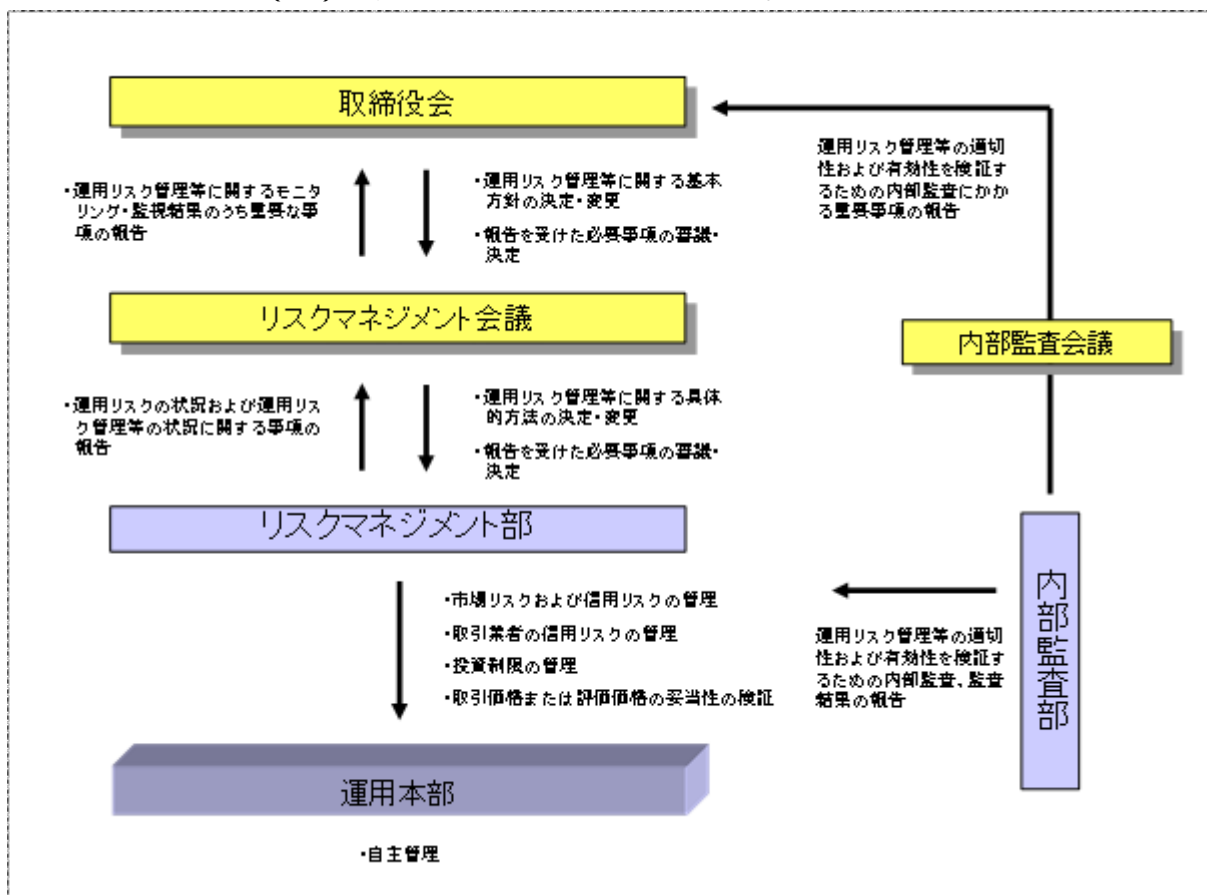 取締役会
・運用リスク管理等に関するモニタ
リング・監視結果のうち重要な事
項の報告
・運用リスク管理等に関する基本
方針の決定・変更
・報告を受けた必要事項の審議・
決定
運用リスク管理等の適切
性および有効性を検証す
るための内部監査にかか
る重要事項の報告
リスクマネジメント会議
内部監査会議
・運用リスクの状況および運用リス
ク管理等の状況に関する事項の
報告
・運用リスク管理等に関する具体
的方法の決定・変更
・報告を受けた必要事項の審議・
決定
リスクマネジメント部
・市場リスクおよび信用リスクの管理
・取引業者の信用リスクの管理
・投資制限の管理
・取引価格または評価価格の妥当性の検証
運用リスク管理等の適切
性および有効性を検証す
るための内部監査、監査
結果の報告
内部監査部
運用本部
・自主管理